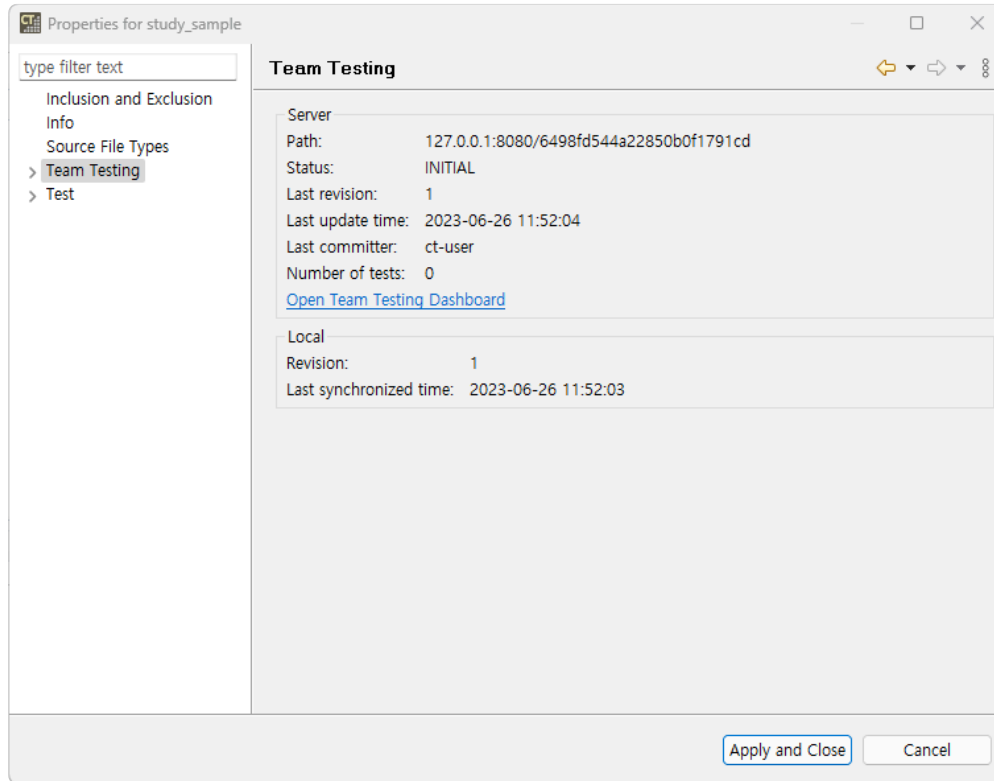 Properties for study_sample
type filter text
Inclusion and Exclusion
Info
Source File Types
Team Testing
Test
Team Testing
Server
Path: 127.0.0.1:8080/6498fd544a22850b0f1791cd
Status: INITIAL
Last revision: 1
Last update time: 2023-06-26 11:52:04
Last committer: ct-user
Number of tests: 0
Open Team Testing Dashboard
Local
Revision: 1
Last synchronized time: 2023-06-26 11:52:03
Apply and Close
Cancel